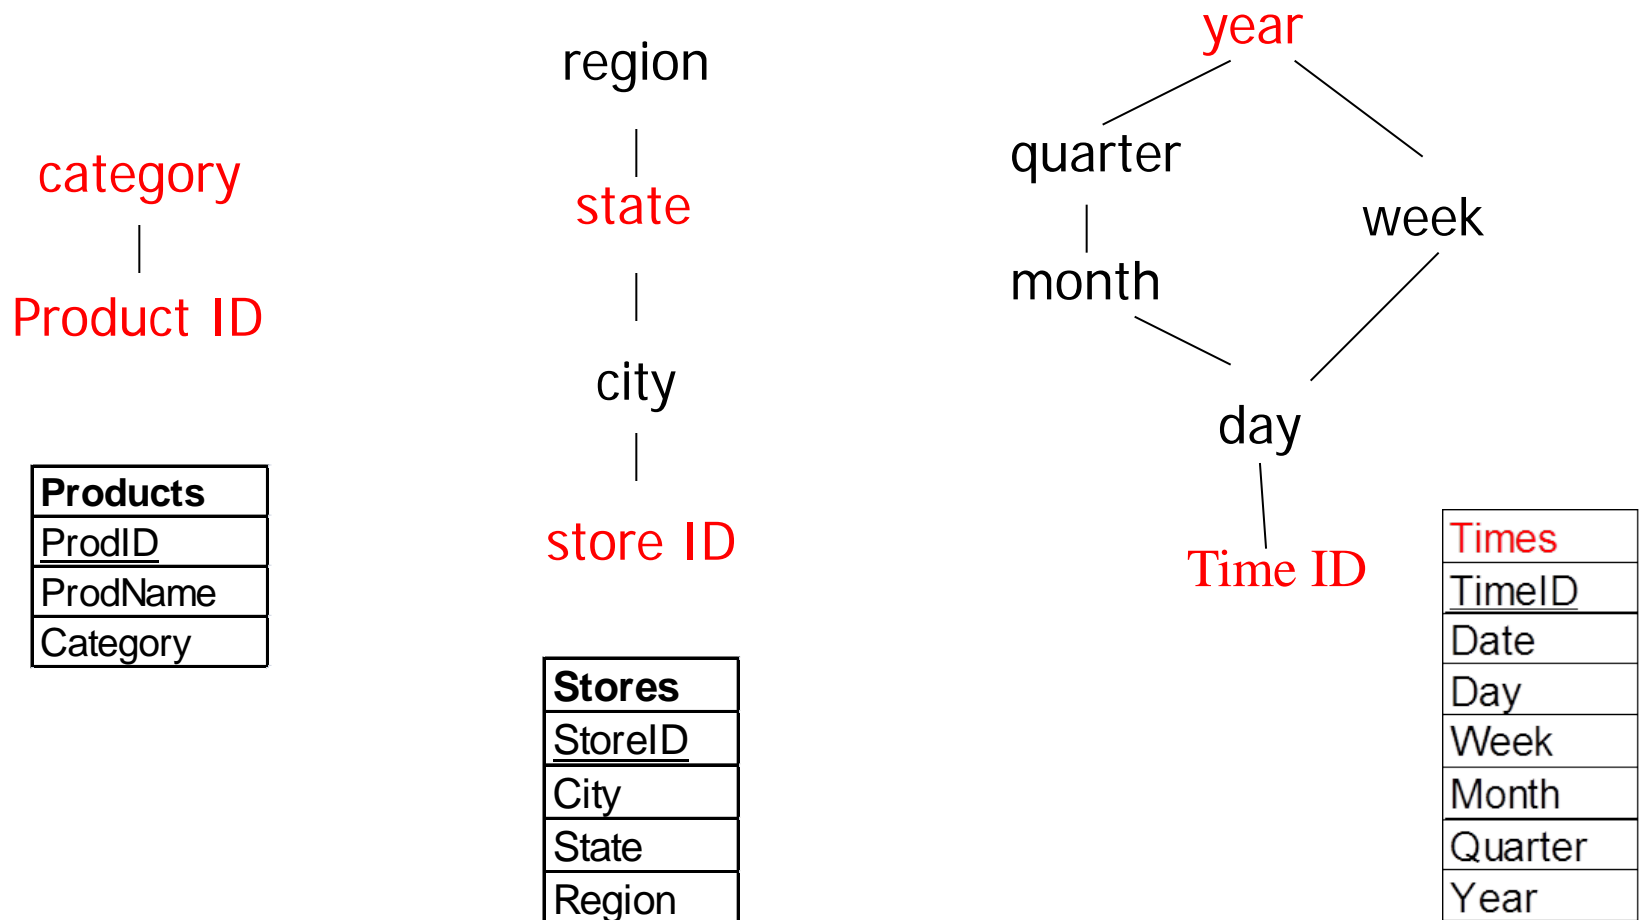 category
Product ID
Products
ProdID
ProdName
Category
region
state
city
store ID
Stores
StoreID
City
State
Region
year
quarter
week
month
day
Time ID
Times
TimeID
Date
Day
Week
Month
Quarter
Year